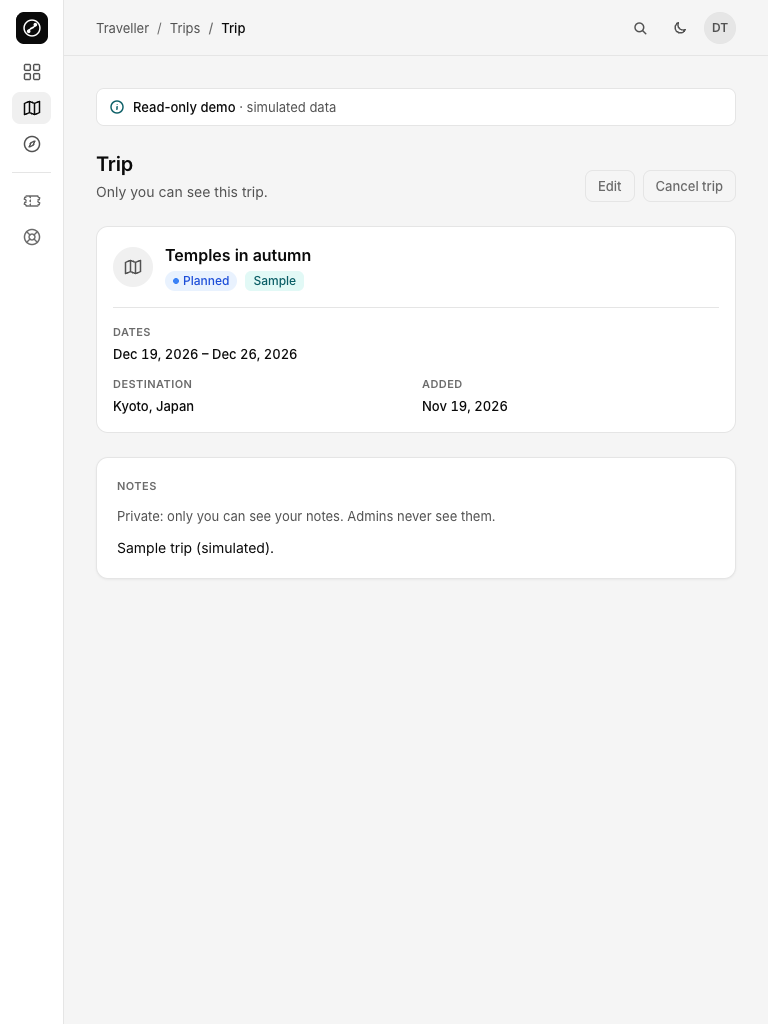 Traveller / Trips / Trip
DT
Read-only demo · simulated data
Trip
Only you can see this trip.
Edit
Cancel trip
Temples in autumn
Planned
Sample
DATES
Dec 19, 2026 – Dec 26, 2026
DESTINATION
Kyoto, Japan
ADDED
Nov 19, 2026
NOTES
Private: only you can see your notes. Admins never see them.
Sample trip (simulated).